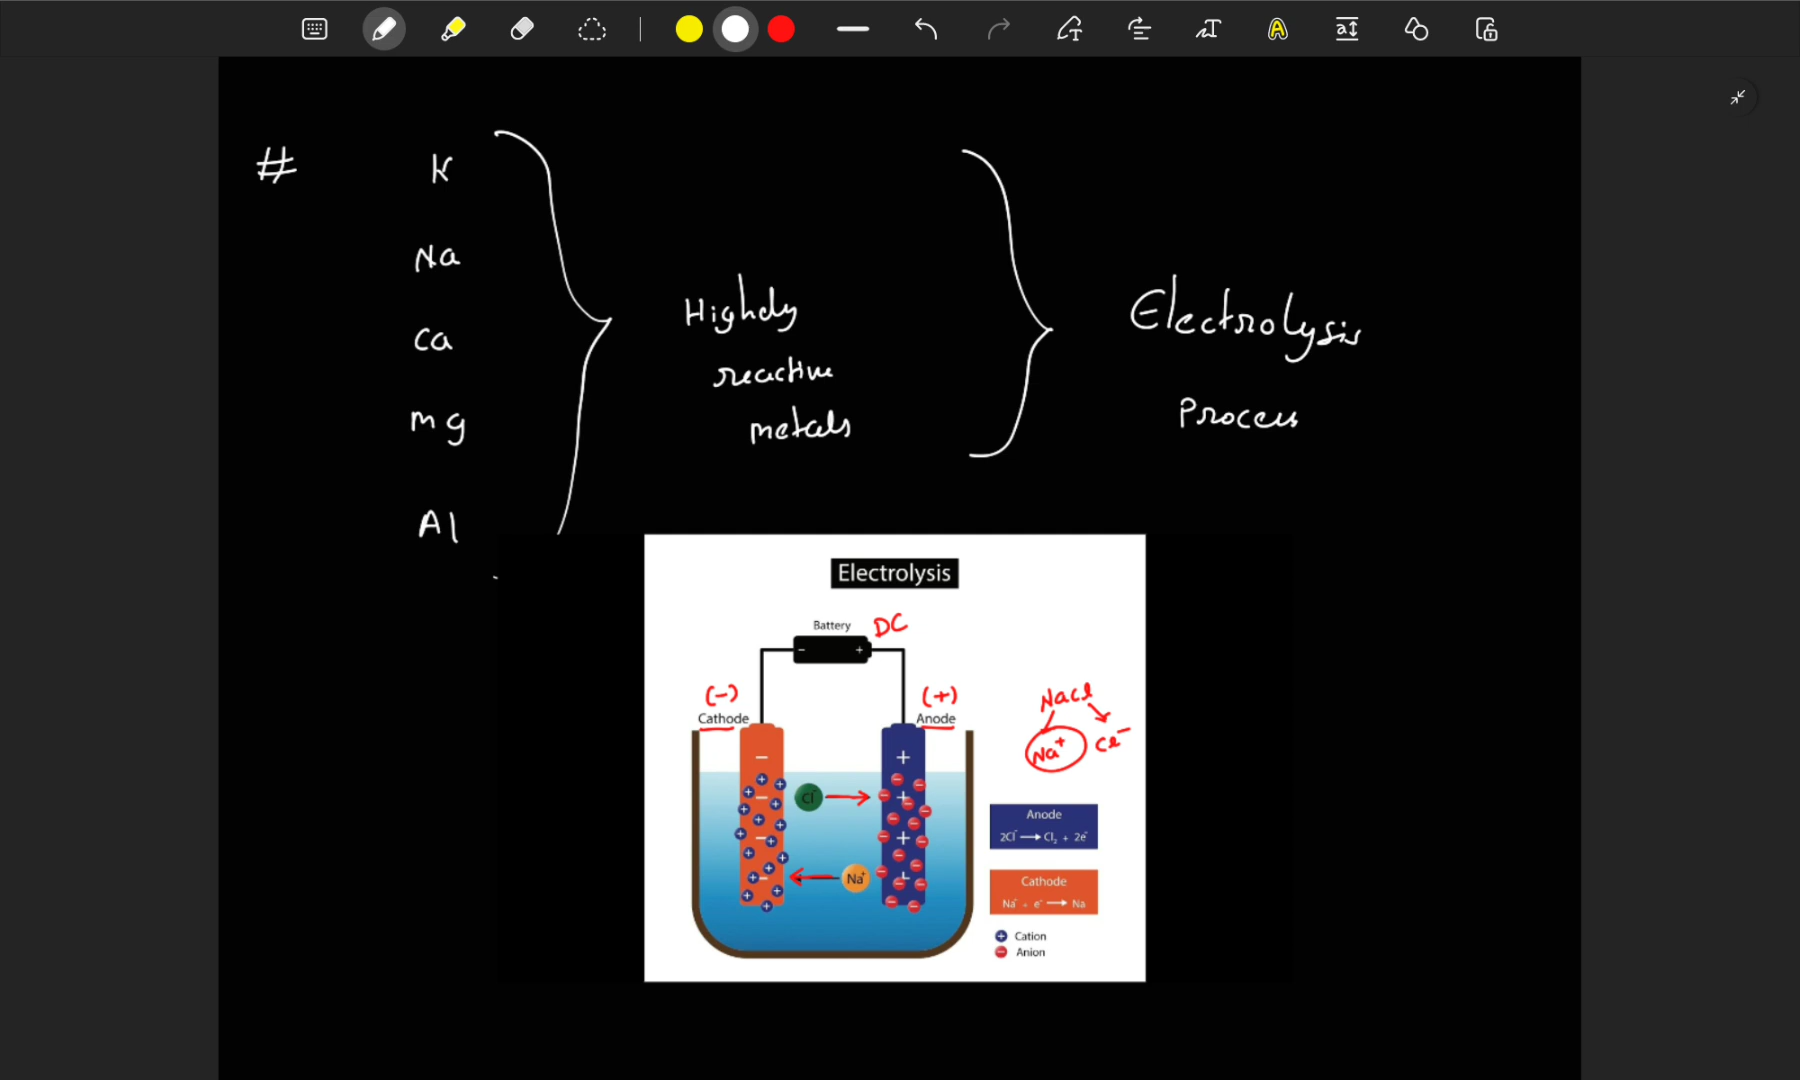 #
K
Na
Ca
Mg
Al
Highly
reactive
metals
Electrolysis
Process
Electrolysis
Battery
DC
− +
(−)
Cathode
(+)
Anode
Cl⁻
Na⁺
NaCl
Na⁺ Cl⁻
Anode
2Cl⁻ → Cl₂ + 2e⁻
Cathode
Na⁺ + e⁻ → Na
+ Cation
− Anion